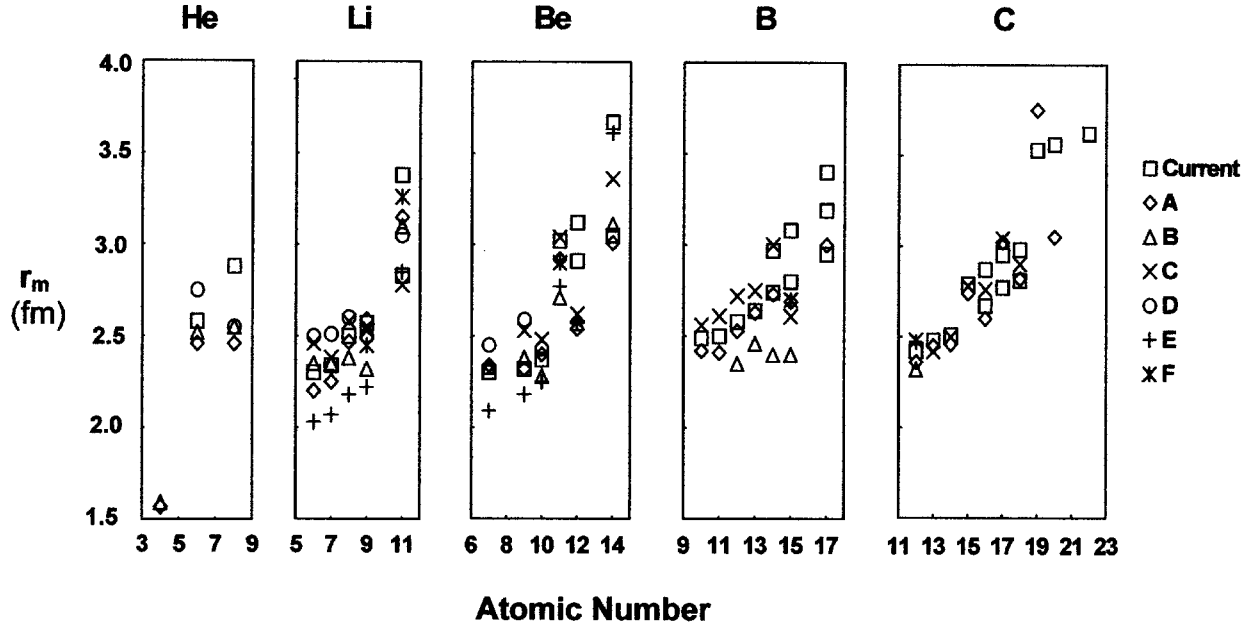 He Li Be B C
4.0
3.5
3.0
2.5
2.0
1.5
r_m
(fm)
3 5 7 9 5 7 9 11 6 8 10 12 14 9 11 13 15 17 11 13 15 17 19 21 23
Atomic Number
Current
A
B
C
D
E
F